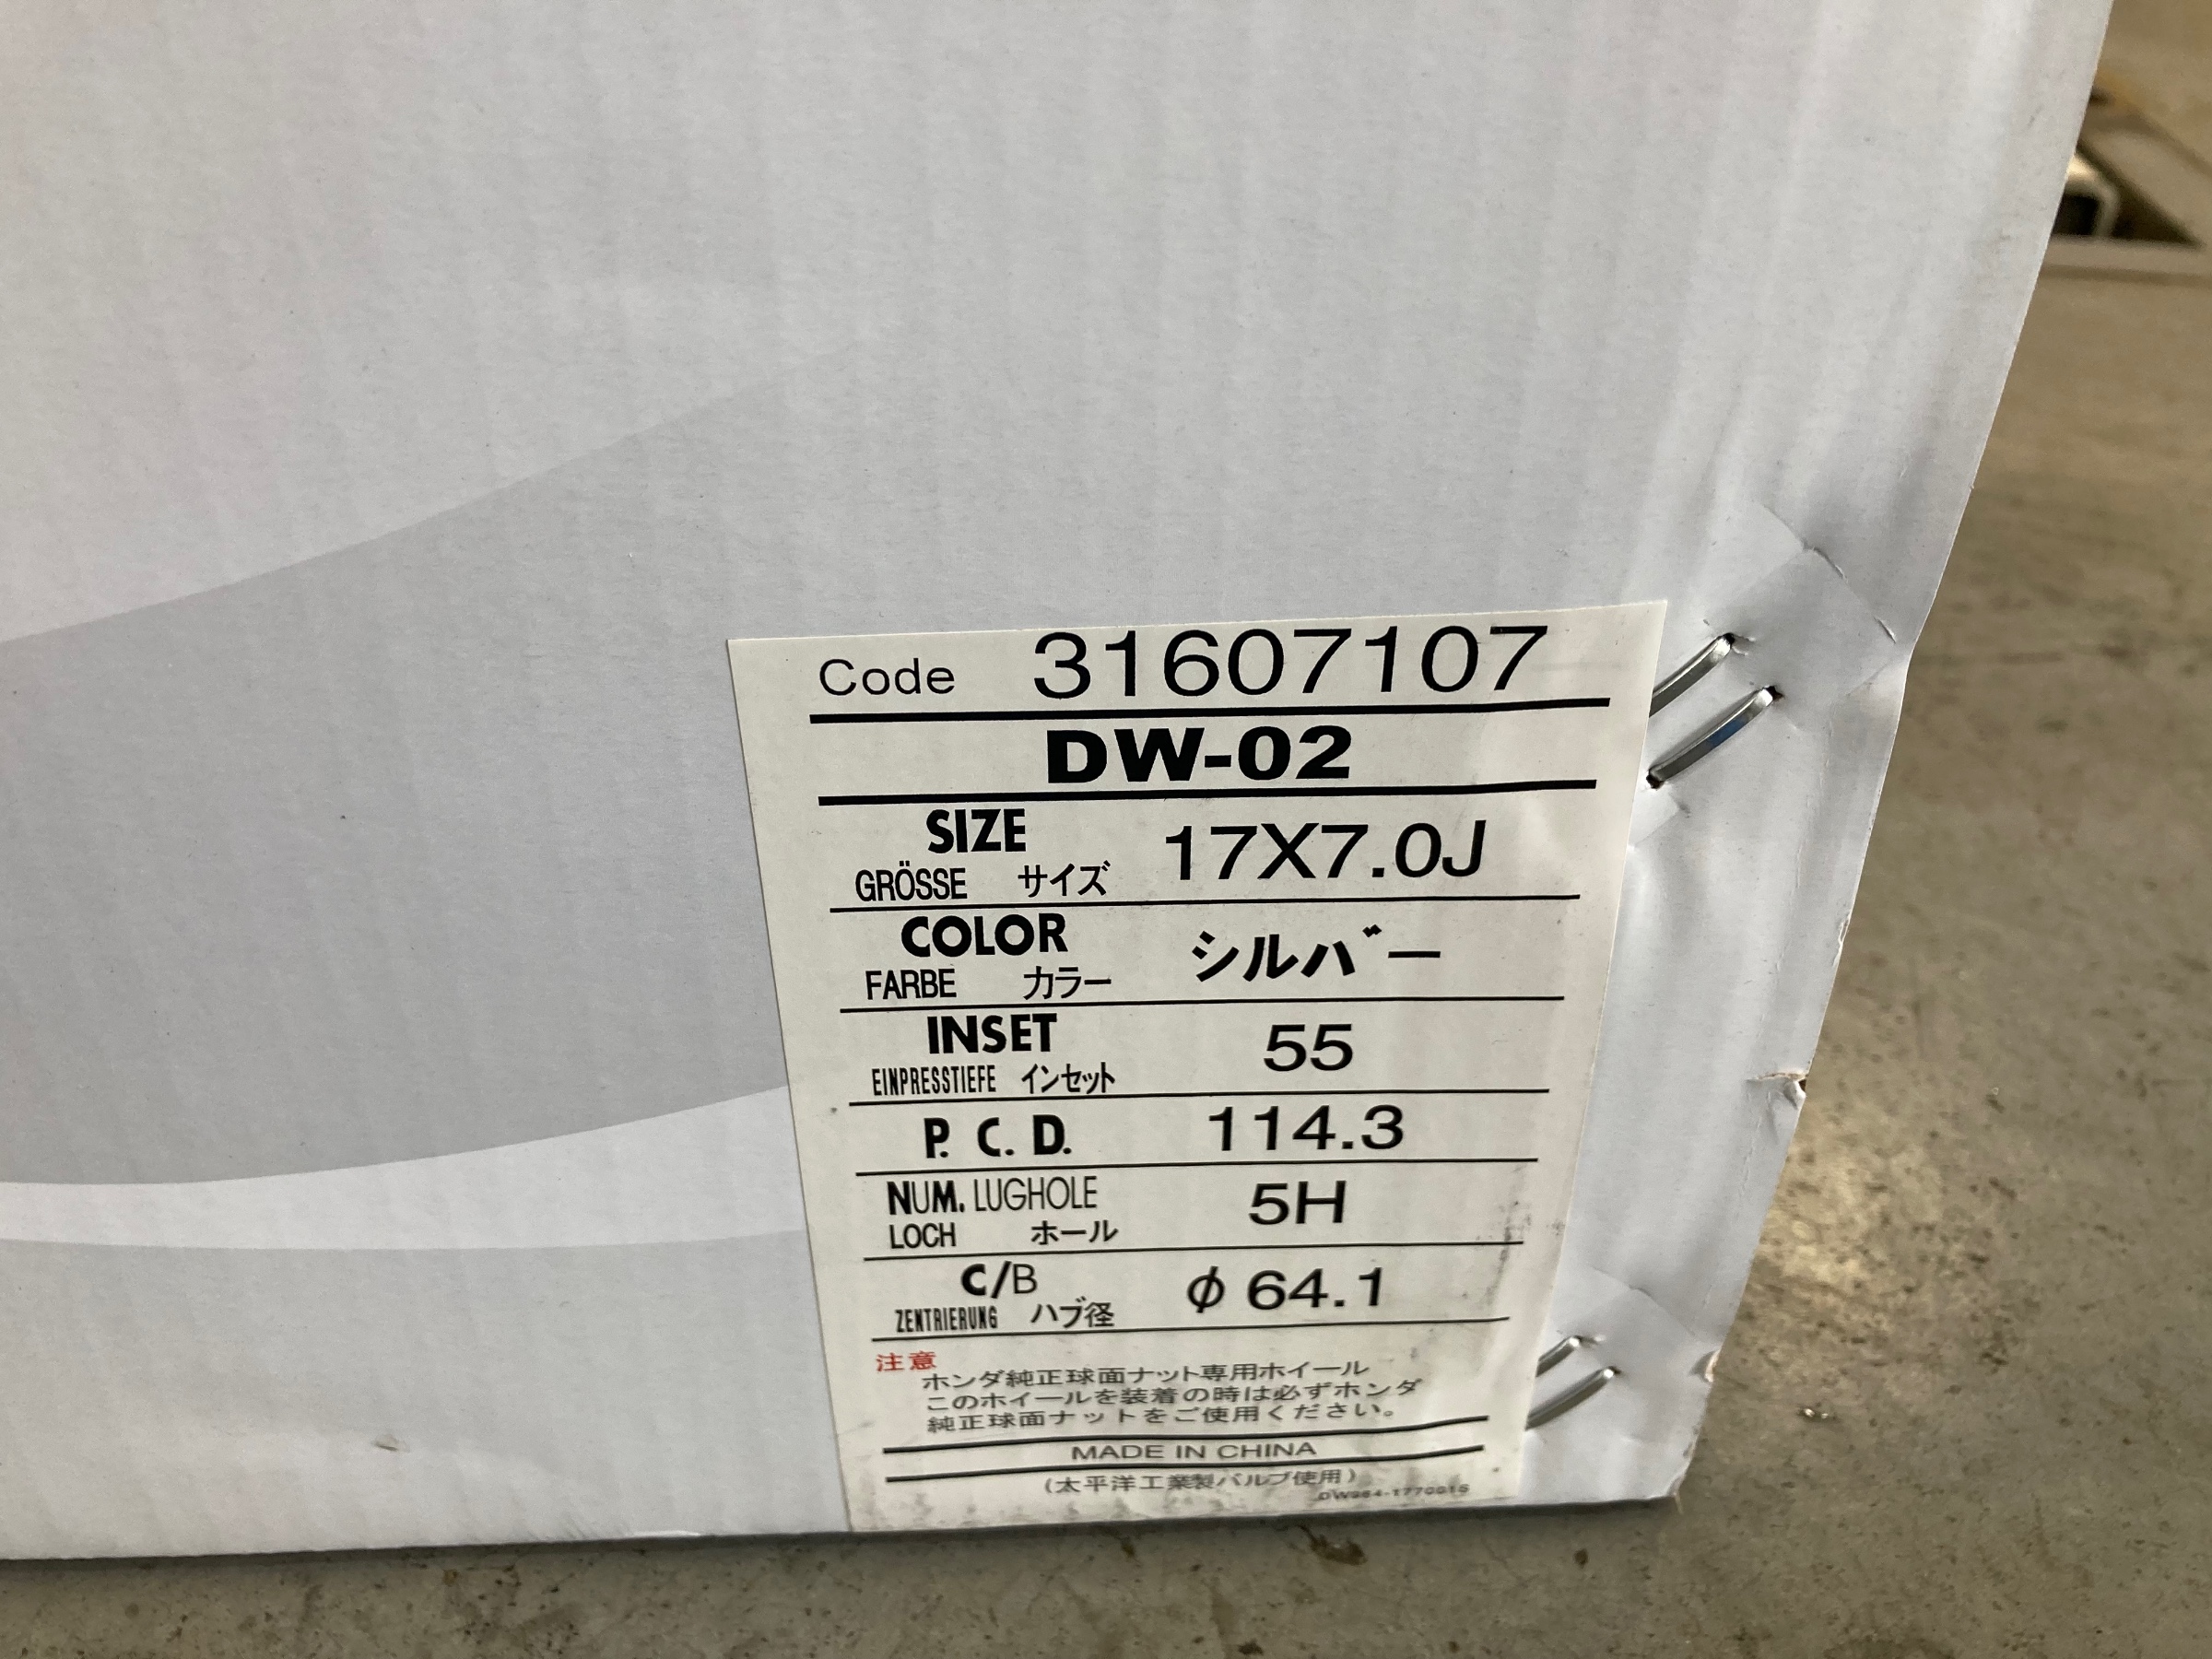 Code 31607107
DW-02
SIZE
GRÖSSE サイズ 17X7.0J
COLOR
FARBE カラー シルバー
INSET
EINPRESSTIEFE インセット 55
P. C. D. 114.3
NUM. LUGHOLE
LOCH ホール 5H
C/B
ZENTRIERUNG ハブ径 φ 64.1
注意
ホンダ純正球面ナット専用ホイール
このホイールを装着の時は必ずホンダ
純正球面ナットをご使用ください。
MADE IN CHINA
(太平洋工業製バルブ使用)